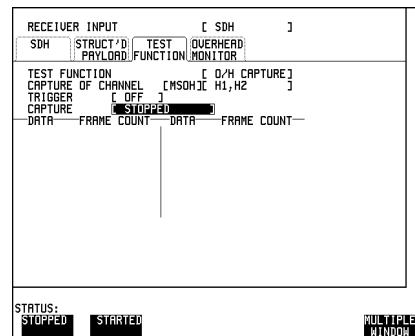 RECEIVER INPUT [ SDH ]
SDH STRUCT'D PAYLOAD TEST FUNCTION OVERHEAD MONITOR
TEST FUNCTION [ O/H CAPTURE]
CAPTURE OF CHANNEL [MSOH][ H1,H2 ]
TRIGGER [ OFF ]
CAPTURE [ STOPPED ]
DATA FRAME COUNT DATA FRAME COUNT
STATUS:
STOPPED STARTED MULTIPLE WINDOW